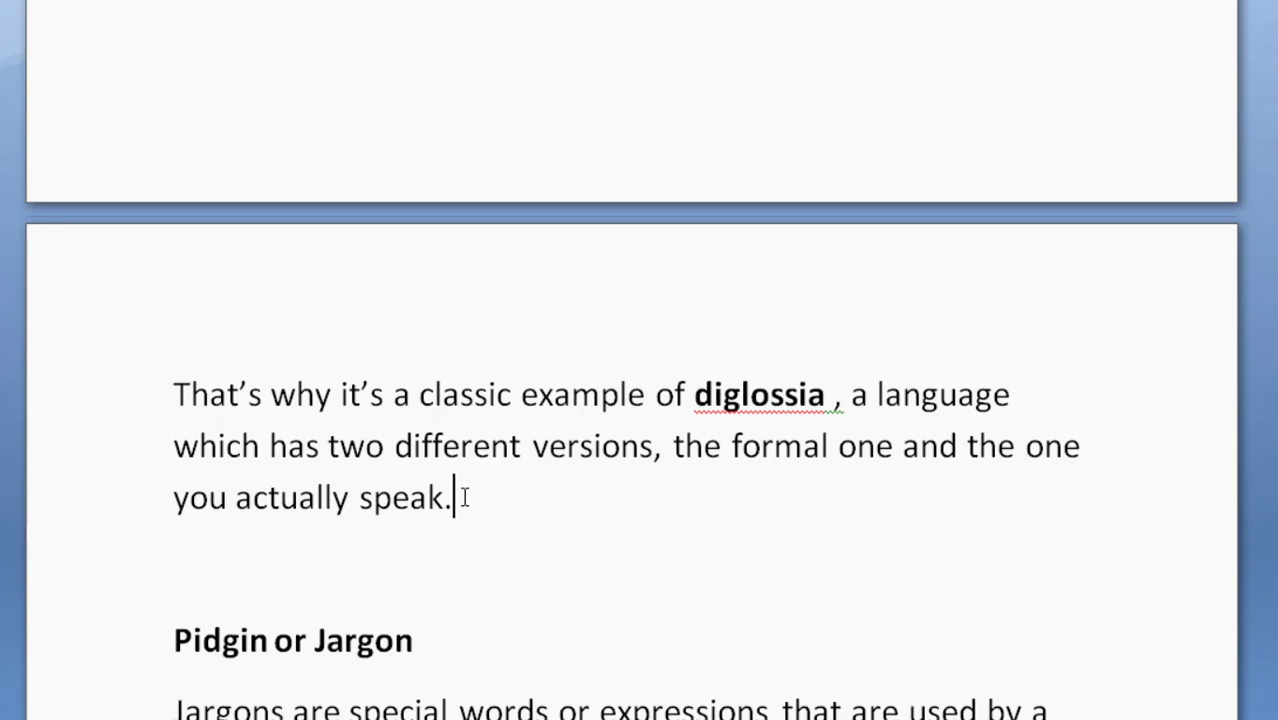 That’s why it’s a classic example of diglossia , a language
which has two different versions, the formal one and the one
you actually speak.
Pidgin or Jargon
Jargons are special words or expressions that are used by a